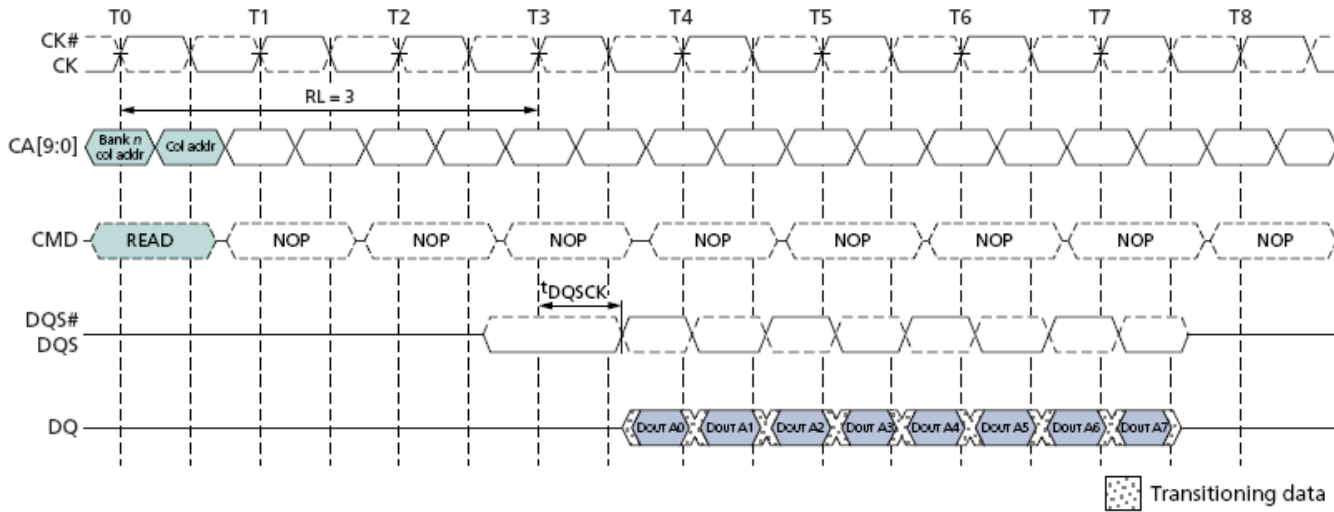 T0 T1 T2 T3 T4 T5 T6 T7 T8
CK#
CK
RL = 3
CA[9:0] Bank n col addr Col addr
CMD READ NOP NOP NOP NOP NOP NOP NOP NOP
tDQSCK
DQS#
DQS
DQ DOUT A0 DOUT A1 DOUT A2 DOUT A3 DOUT A4 DOUT A5 DOUT A6 DOUT A7
Transitioning data